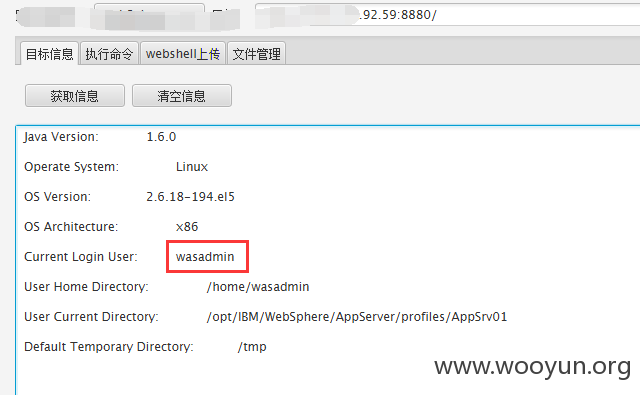 .92.59:8880/
目标信息 执行命令 webshell上传 文件管理
获取信息 清空信息
Java Version: 1.6.0
Operate System: Linux
OS Version: 2.6.18-194.el5
OS Architecture: x86
Current Login User: wasadmin
User Home Directory: /home/wasadmin
User Current Directory: /opt/IBM/WebSphere/AppServer/profiles/AppSrv01
Default Temporary Directory: /tmp
www.wooyun.org